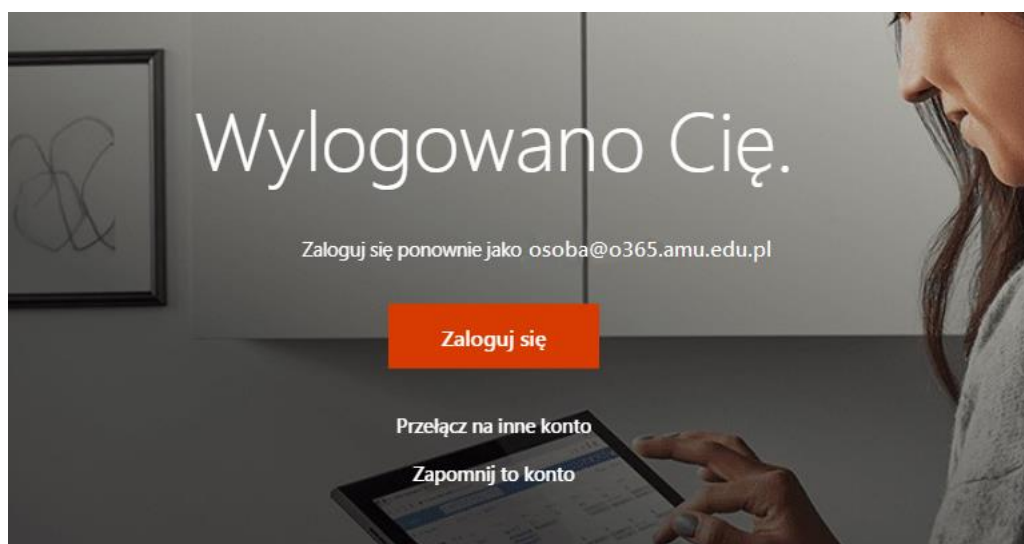 Wylogowano Cię.
Zaloguj się ponownie jako osoba@o365.amu.edu.pl
Zaloguj się
Przełącz na inne konto
Zapomnij to konto